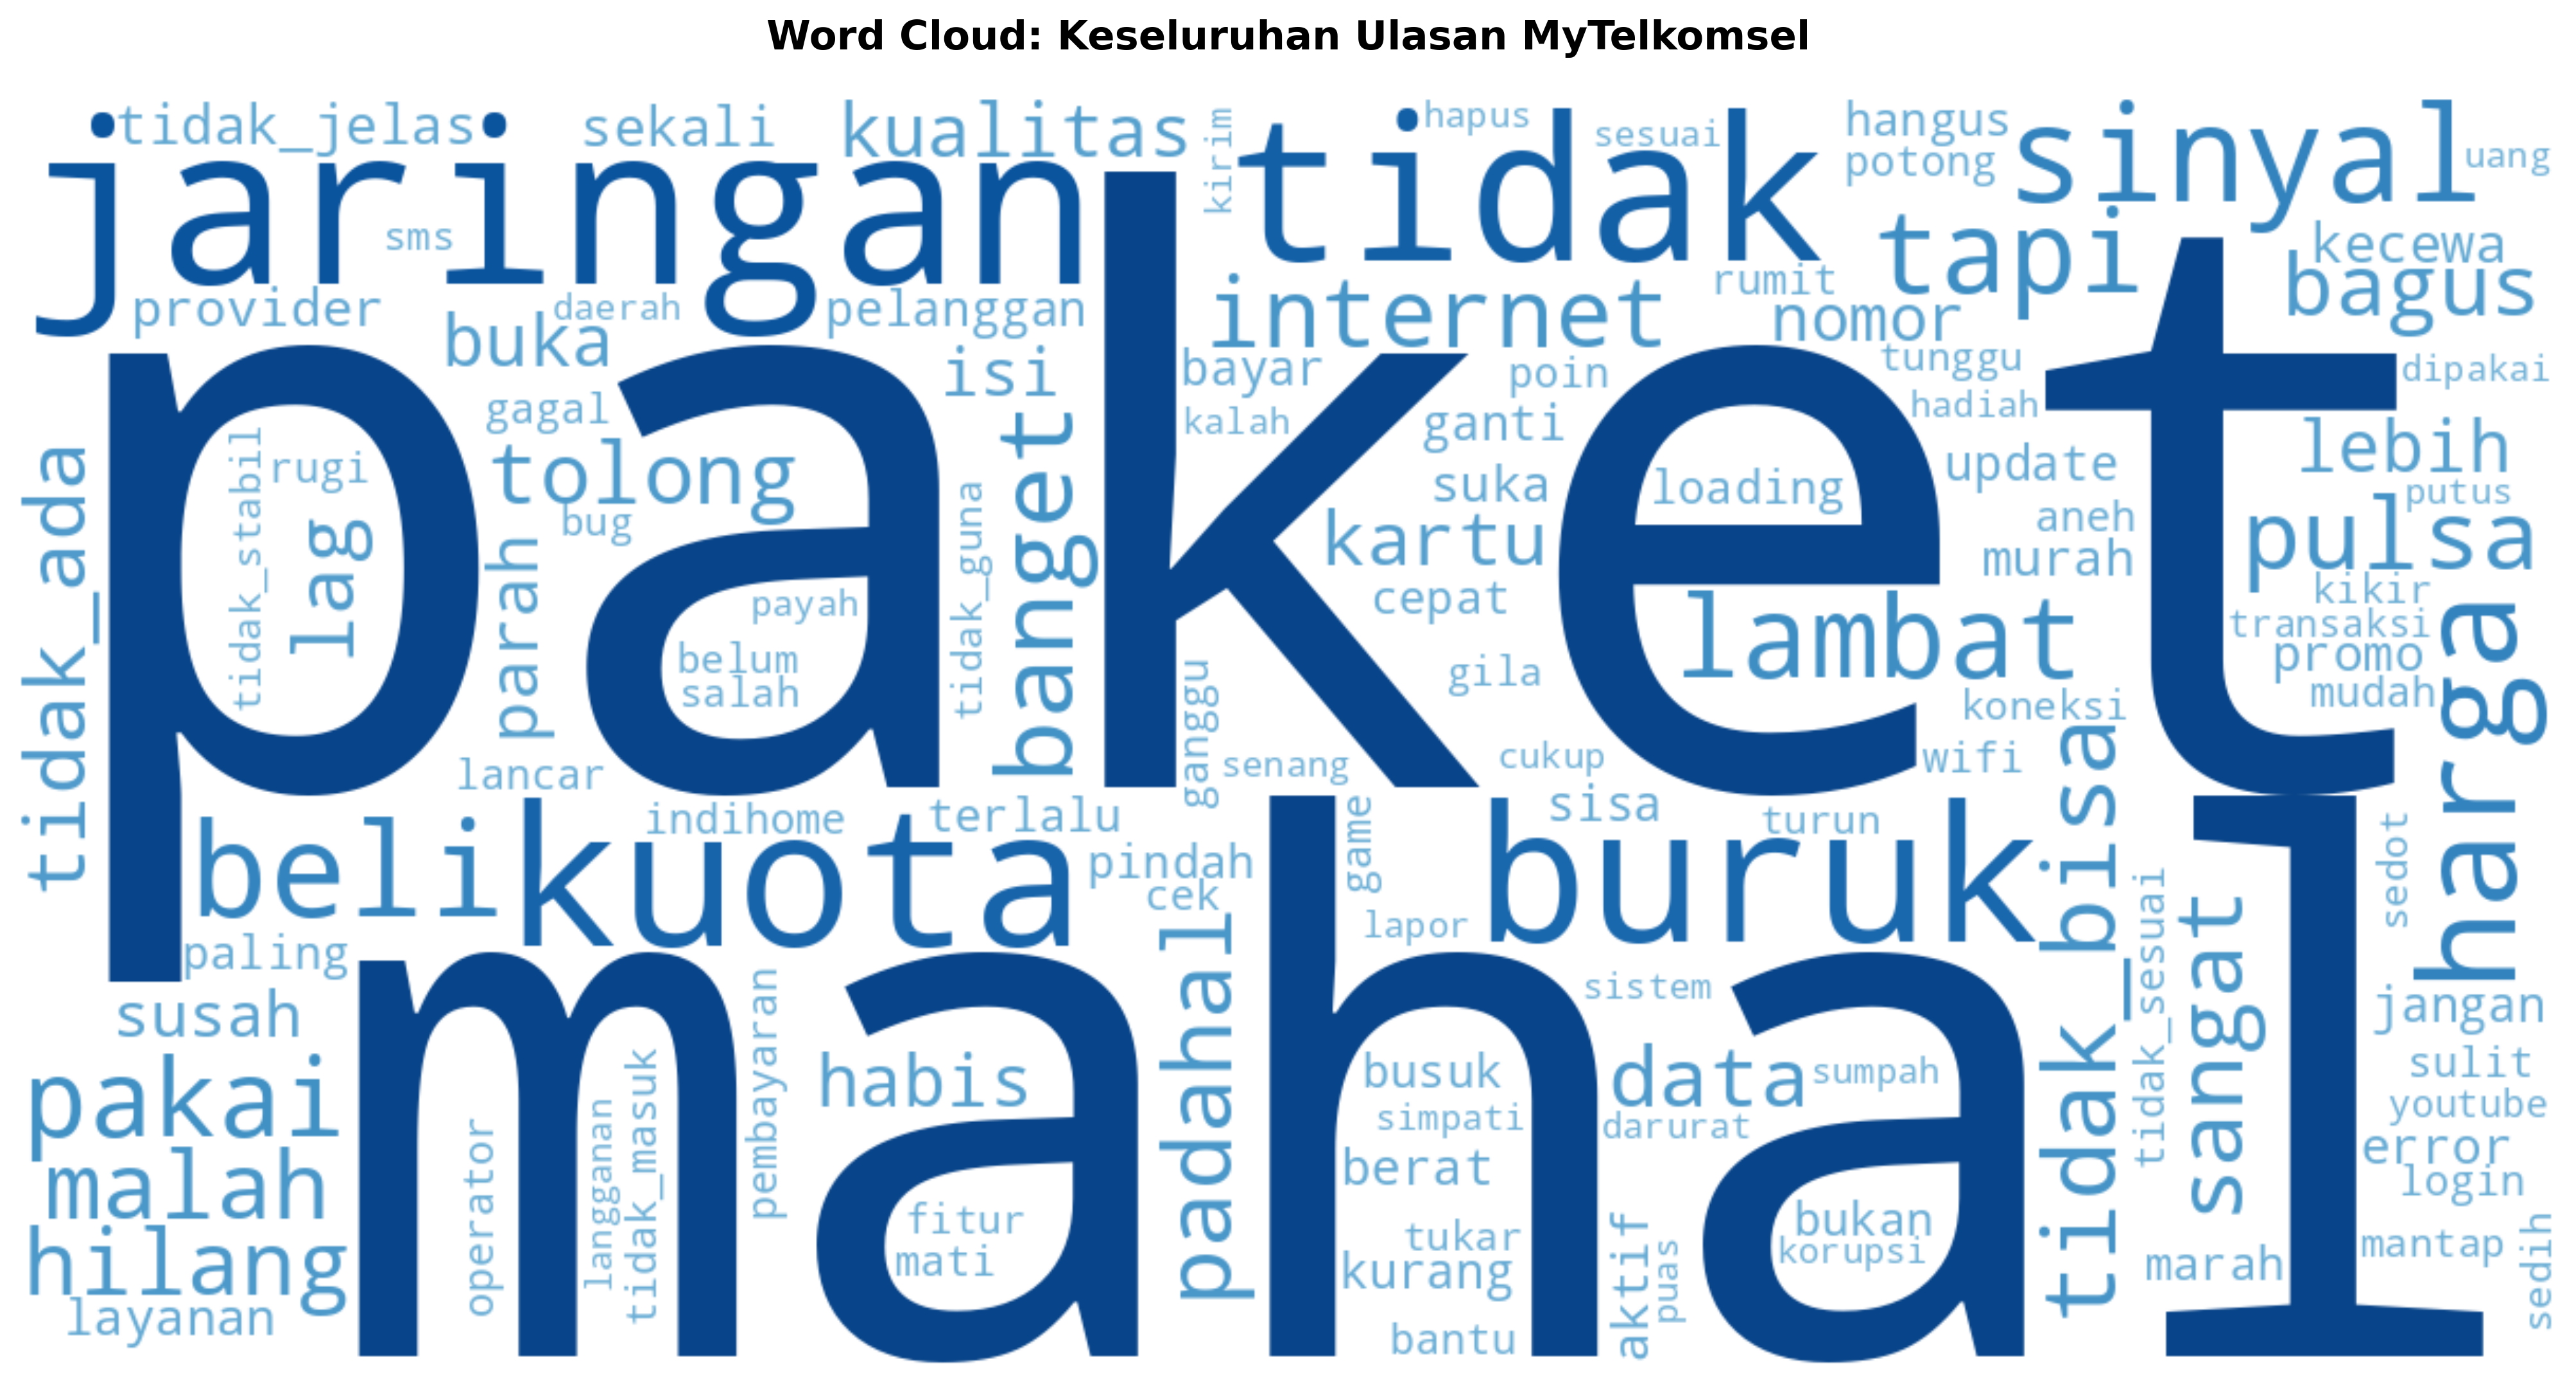 Word Cloud: Keseluruhan Ulasan MyTelkomsel
tidak_jelas
sekali
kualitas
kirim
hapus
sesuai
hangus
potong
sinyal
uang
jaringan
tidak
sms
tapi
kecewa
bagus
provider
daerah
pelanggan
buka
internet
rumit
nomor
paket
isi
bayar
poin
tunggu
dipakai
gagal
kalah
ganti
hadiah
tidak_ada
tidak_stabil
rugi
lag
tolong
bug
parah
payah
belum
salah
tidak_guna
banget
suka
loading
update
lebih
putus
kartu
aneh
murah
pulsa
cepat
lambat
kikir
transaksi
promo
mudah
harga
gila
koneksi
ganggu
senang
cukup
wifi
lancar
indihome
terlalu
sisa
turun
game
beli
kuota
pindah
cek
buruk
lapor
tidak_bisa
sedot
paling
mahal
susah
pembayaran
padahal
sistem
tidak_sesuai
sangat
jangan
pakai
habis
busuk
data
sumpah
sulit
simpati
darurat
youtube
malah
operator
langganan
tidak_masuk
berat
error
login
hilang
fitur
mati
tukar
kurang
aktif
puas
bukan
korupsi
marah
mantap
sedih
layanan
bantu